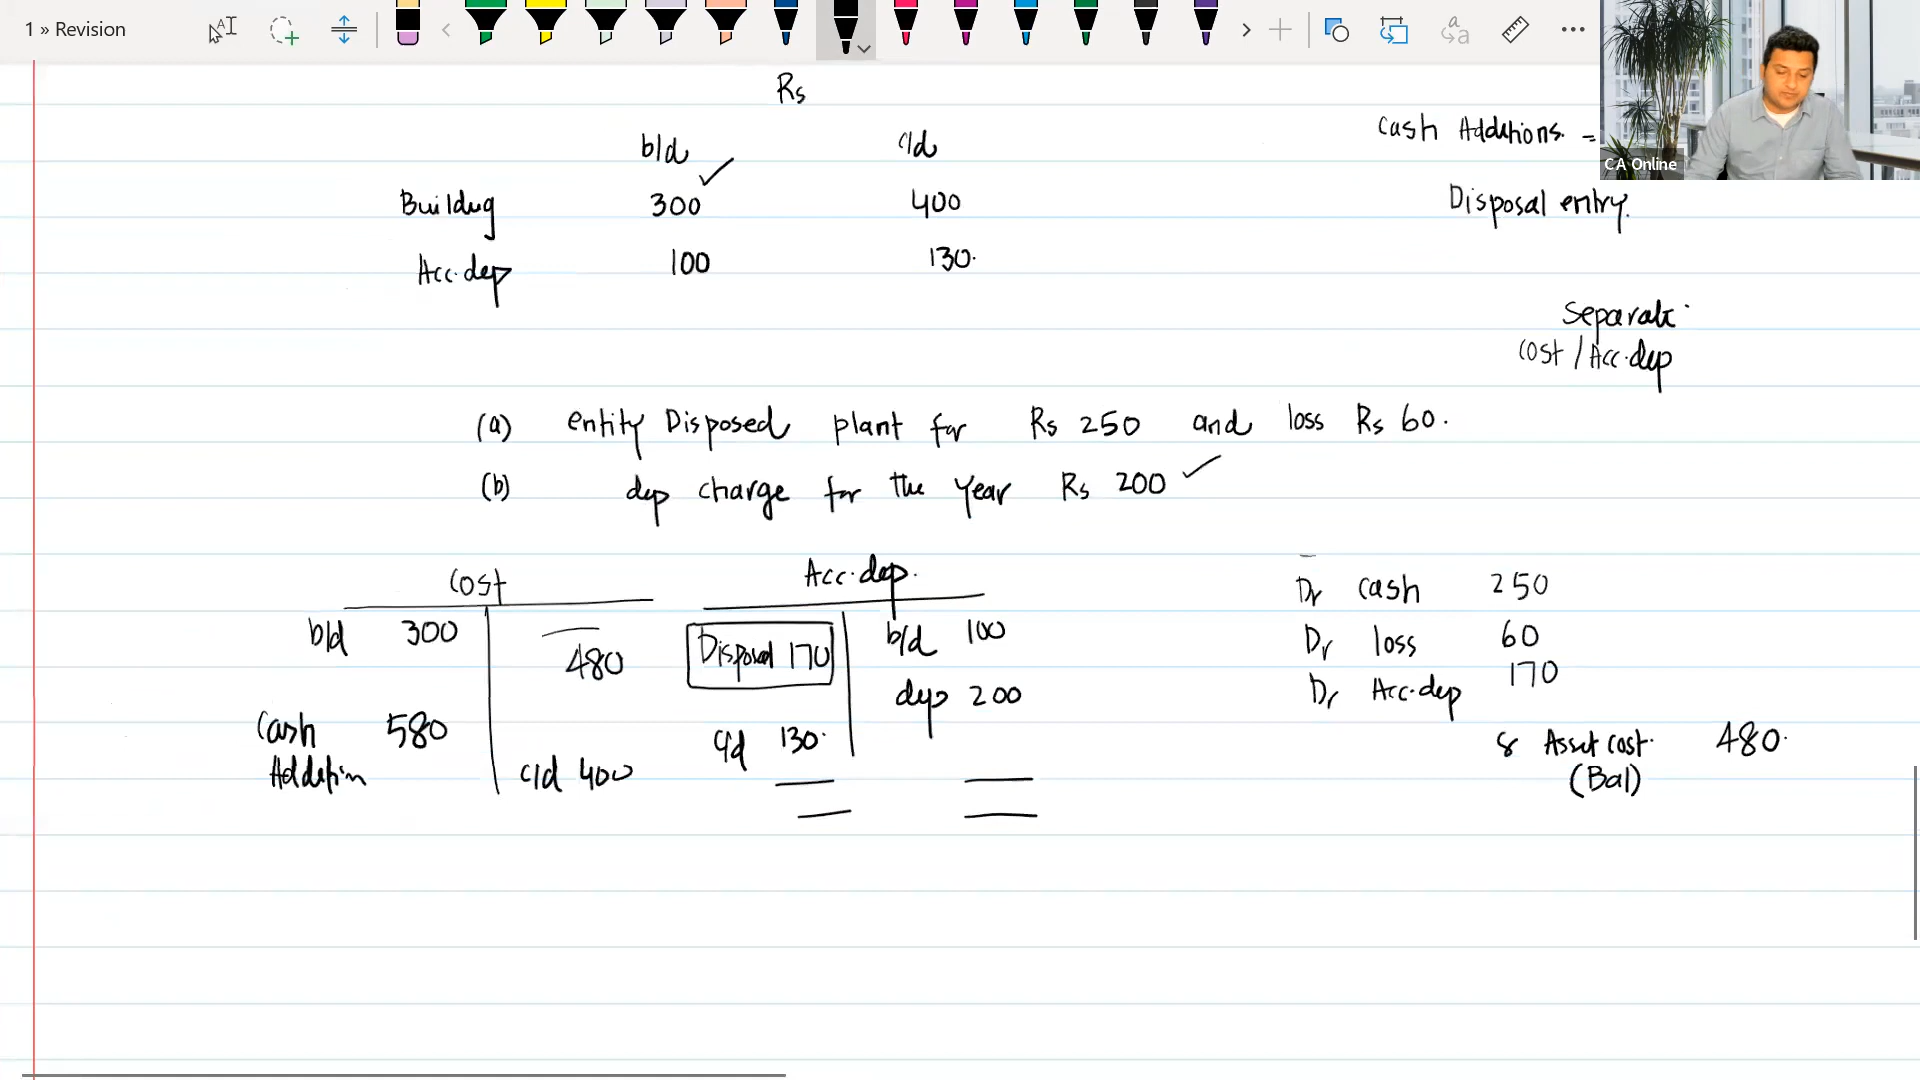 1 » Revision
Rs
Cash Additions. =
CA Online
b/d c/d
Building 300 400
Disposal entry.
Acc.dep 100 130.
Separate
Cost / Acc.dep
(a) entity Disposed plant for Rs 250 and loss Rs 60.
(b) dep charge for the year Rs 200
Cost
b/d 300 480
Cash Addition 580
c/d 400
Acc.dep.
Disposal 170 b/d 100
dep 200
c/d 130.
Dr cash 250
Dr loss 60
Dr Acc.dep 170
Asset cost. 480.
(Bal)